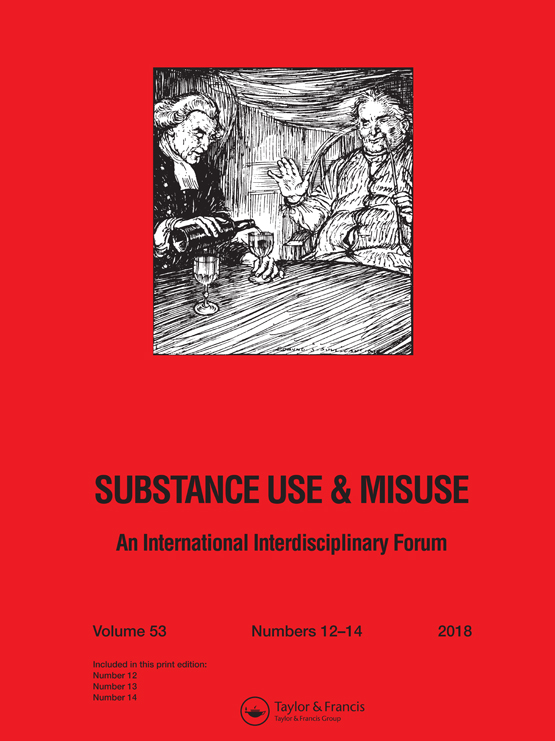 SUBSTANCE USE & MISUSE
An International Interdisciplinary Forum
Volume 53 Numbers 12–14 2018
Included in this print edition:
Number 12
Number 13
Number 14
Taylor & Francis
Taylor & Francis Group